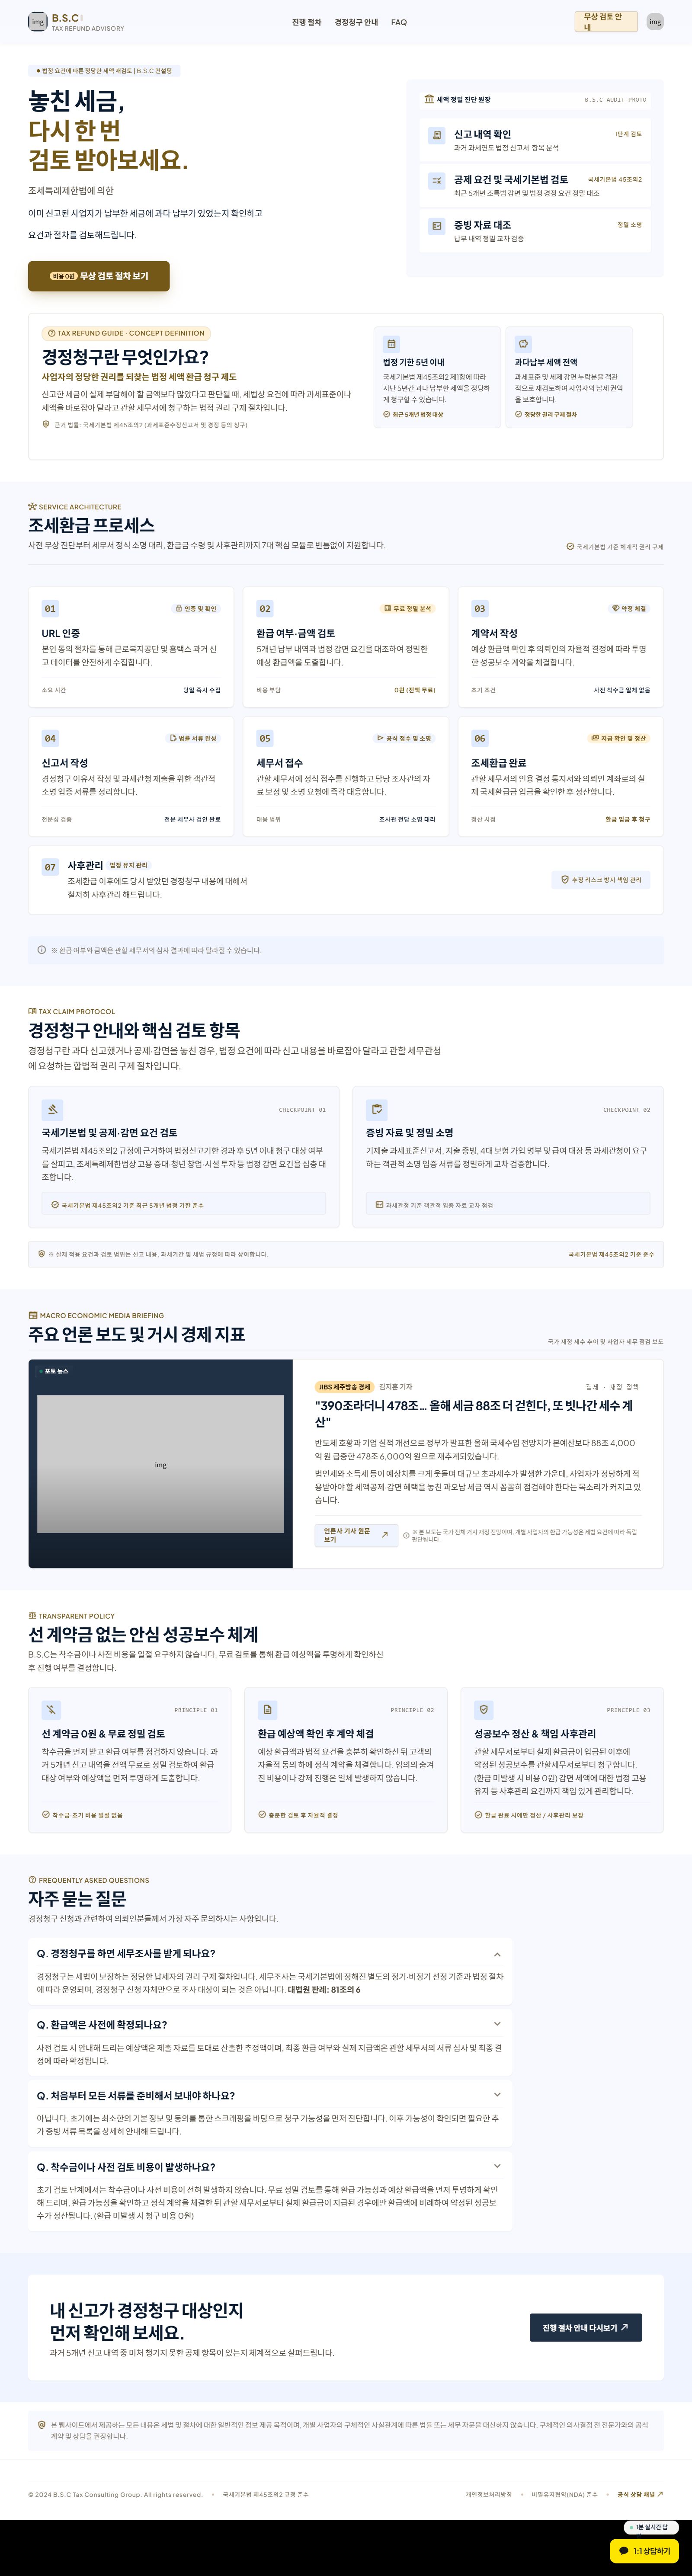 img
B.S.C
TAX REFUND ADVISORY
진행 절차
경정청구 안내
FAQ
무상 검토 안
내
img
법정 요건에 따른 정당한 세액 재검토 | B.S.C 컨설팅
놓친 세금,
다시 한 번
검토 받아보세요.
조세특례제한법에 의한
이미 신고된 사업자가 납부한 세금에 과다 납부가 있었는지 확인하고
요건과 절차를 검토해드립니다.
비용 0원 무상 검토 절차 보기
세액 정밀 진단 원장
B.S.C AUDIT-PROTO
신고 내역 확인
1단계 검토
과거 과세연도 법정 신고서 항목 분석
공제 요건 및 국세기본법 검토
국세기본법 45조의2
최근 5개년 조특법 감면 및 법정 경정 요건 정밀 대조
증빙 자료 대조
정밀 소명
납부 내역 정밀 교차 검증
TAX REFUND GUIDE · CONCEPT DEFINITION
경정청구란 무엇인가요?
사업자의 정당한 권리를 되찾는 법정 세액 환급 청구 제도
신고한 세금이 실제 부담해야 할 금액보다 많았다고 판단될 때, 세법상 요건에 따라 과세표준이나
세액을 바로잡아 달라고 관할 세무서에 청구하는 법적 권리 구제 절차입니다.
근거 법률: 국세기본법 제45조의2 (과세표준수정신고서 및 경정 등의 청구)
법정 기한 5년 이내
국세기본법 제45조의2 제1항에 따라
지난 5년간 과다 납부한 세액을 정당하
게 청구할 수 있습니다.
최근 5개년 법정 대상
과다납부 세액 전액
과세표준 및 세제 감면 누락분을 객관
적으로 재검토하여 사업자의 납세 권익
을 보호합니다.
정당한 권리 구제 절차
SERVICE ARCHITECTURE
조세환급 프로세스
사전 무상 진단부터 세무서 정식 소명 대리, 환급금 수령 및 사후관리까지 7대 핵심 모듈로 빈틈없이 지원합니다.
국세기본법 기준 체계적 권리 구제
01
인증 및 확인
URL 인증
본인 동의 절차를 통해 근로복지공단 및 홈택스 과거 신
고 데이터를 안전하게 수집합니다.
소요 시간
당일 즉시 수집
02
무료 정밀 분석
환급 여부·금액 검토
5개년 납부 내역과 법정 감면 요건을 대조하여 정밀한
예상 환급액을 도출합니다.
비용 부담
0원 (전액 무료)
03
약정 체결
계약서 작성
예상 환급액 확인 후 의뢰인의 자율적 결정에 따라 투명
한 성공보수 계약을 체결합니다.
초기 조건
사전 착수금 일체 없음
04
법률 서류 완성
신고서 작성
경정청구 이유서 작성 및 과세관청 제출을 위한 객관적
소명 입증 서류를 정리합니다.
전문성 검증
전문 세무사 검인 완료
05
공식 접수 및 소명
세무서 접수
관할 세무서에 정식 접수를 진행하고 담당 조사관의 자
료 보정 및 소명 요청에 즉각 대응합니다.
대응 범위
조사관 전담 소명 대리
06
지급 확인 및 정산
조세환급 완료
관할 세무서의 인용 결정 통지서와 의뢰인 계좌로의 실
제 국세환급금 입금을 확인한 후 정산합니다.
정산 시점
환급 입금 후 청구
07
사후관리 법정 유지 관리
조세환급 이후에도 당시 받았던 경정청구 내용에 대해서
철저히 사후관리 해드립니다.
추징 리스크 방지 책임 관리
※ 환급 여부와 금액은 관할 세무서의 심사 결과에 따라 달라질 수 있습니다.
TAX CLAIM PROTOCOL
경정청구 안내와 핵심 검토 항목
경정청구란 과다 신고했거나 공제·감면을 놓친 경우, 법정 요건에 따라 신고 내용을 바로잡아 달라고 관할 세무관청
에 요청하는 합법적 권리 구제 절차입니다.
CHECKPOINT 01
국세기본법 및 공제·감면 요건 검토
국세기본법 제45조의2 규정에 근거하여 법정신고기한 경과 후 5년 이내 청구 대상 여부
를 살피고, 조세특례제한법상 고용 증대·청년 창업·시설 투자 등 법정 감면 요건을 심층 대
조합니다.
국세기본법 제45조의2 기준 최근 5개년 법정 기한 준수
CHECKPOINT 02
증빙 자료 및 정밀 소명
기제출 과세표준신고서, 지출 증빙, 4대 보험 가입 명부 및 급여 대장 등 과세관청이 요구
하는 객관적 소명 입증 서류를 정밀하게 교차 검증합니다.
과세관청 기준 객관적 입증 자료 교차 점검
※ 실제 적용 요건과 검토 범위는 신고 내용, 과세기간 및 세법 규정에 따라 상이합니다.
국세기본법 제45조의2 기준 준수
MACRO ECONOMIC MEDIA BRIEFING
주요 언론 보도 및 거시 경제 지표
국가 재정 세수 추이 및 사업자 세무 점검 보도
포토 뉴스
img
JIBS 제주방송 경제
김지훈 기자
경제 · 재정 정책
"390조라더니 478조… 올해 세금 88조 더 걷힌다, 또 빗나간 세수 계
산"
반도체 호황과 기업 실적 개선으로 정부가 발표한 올해 국세수입 전망치가 본예산보다 88조 4,000
억 원 급증한 478조 6,000억 원으로 재추계되었습니다.
법인세와 소득세 등이 예상치를 크게 웃돌며 대규모 초과세수가 발생한 가운데, 사업자가 정당하게 적
용받아야 할 세액공제·감면 혜택을 놓친 과오납 세금 역시 꼼꼼히 점검해야 한다는 목소리가 커지고 있
습니다.
언론사 기사 원문
보기
※ 본 보도는 국가 전체 거시 재정 전망이며, 개별 사업자의 환급 가능성은 세법 요건에 따라 독립
판단됩니다.
TRANSPARENT POLICY
선 계약금 없는 안심 성공보수 체계
B.S.C는 착수금이나 사전 비용을 일절 요구하지 않습니다. 무료 검토를 통해 환급 예상액을 투명하게 확인하신
후 진행 여부를 결정합니다.
PRINCIPLE 01
선 계약금 0원 & 무료 정밀 검토
착수금을 먼저 받고 환급 여부를 점검하지 않습니다. 과
거 5개년 신고 내역을 전액 무료로 정밀 검토하여 환급
대상 여부와 예상액을 먼저 투명하게 도출합니다.
착수금·초기 비용 일절 없음
PRINCIPLE 02
환급 예상액 확인 후 계약 체결
예상 환급액과 법적 요건을 충분히 확인하신 뒤 고객의
자율적 동의 하에 정식 계약을 체결합니다. 임의의 숨겨
진 비용이나 강제 진행은 일체 발생하지 않습니다.
충분한 검토 후 자율적 결정
PRINCIPLE 03
성공보수 정산 & 책임 사후관리
관할 세무서로부터 실제 환급금이 입금된 이후에
약정된 성공보수를 관할세무서로부터 청구합니다.
(환급 미발생 시 비용 0원) 감면 세액에 대한 법정 고용
유지 등 사후관리 요건까지 책임 있게 관리합니다.
환급 완료 시에만 정산 / 사후관리 보장
FREQUENTLY ASKED QUESTIONS
자주 묻는 질문
경정청구 신청과 관련하여 의뢰인분들께서 가장 자주 문의하시는 사항입니다.
Q. 경정청구를 하면 세무조사를 받게 되나요?
경정청구는 세법이 보장하는 정당한 납세자의 권리 구제 절차입니다. 세무조사는 국세기본법에 정해진 별도의 정기·비정기 선정 기준과 법정 절차
에 따라 운영되며, 경정청구 신청 자체만으로 조사 대상이 되는 것은 아닙니다. 대법원 판례: 81조의 6
Q. 환급액은 사전에 확정되나요?
사전 검토 시 안내해 드리는 예상액은 제출 자료를 토대로 산출한 추정액이며, 최종 환급 여부와 실제 지급액은 관할 세무서의 서류 심사 및 최종 결
정에 따라 확정됩니다.
Q. 처음부터 모든 서류를 준비해서 보내야 하나요?
아닙니다. 초기에는 최소한의 기본 정보 및 동의를 통한 스크래핑을 바탕으로 청구 가능성을 먼저 진단합니다. 이후 가능성이 확인되면 필요한 추
가 증빙 서류 목록을 상세히 안내해 드립니다.
Q. 착수금이나 사전 검토 비용이 발생하나요?
초기 검토 단계에서는 착수금이나 사전 비용이 전혀 발생하지 않습니다. 무료 정밀 검토를 통해 환급 가능성과 예상 환급액을 먼저 투명하게 확인
해 드리며, 환급 가능성을 확인하고 정식 계약을 체결한 뒤 관할 세무서로부터 실제 환급금이 지급된 경우에만 환급액에 비례하여 약정된 성공보
수가 정산됩니다. (환급 미발생 시 청구 비용 0원)
내 신고가 경정청구 대상인지
먼저 확인해 보세요.
과거 5개년 신고 내역 중 미처 챙기지 못한 공제 항목이 있는지 체계적으로 살펴드립니다.
진행 절차 안내 다시보기
본 웹사이트에서 제공하는 모든 내용은 세법 및 절차에 대한 일반적인 정보 제공 목적이며, 개별 사업자의 구체적인 사실관계에 따른 법률 또는 세무 자문을 대신하지 않습니다. 구체적인 의사결정 전 전문가와의 공식
계약 및 상담을 권장합니다.
© 2024 B.S.C Tax Consulting Group. All rights reserved.
국세기본법 제45조의2 규정 준수
개인정보처리방침
비밀유지협약(NDA) 준수
공식 상담 채널
1분 실시간 답
1:1 상담하기